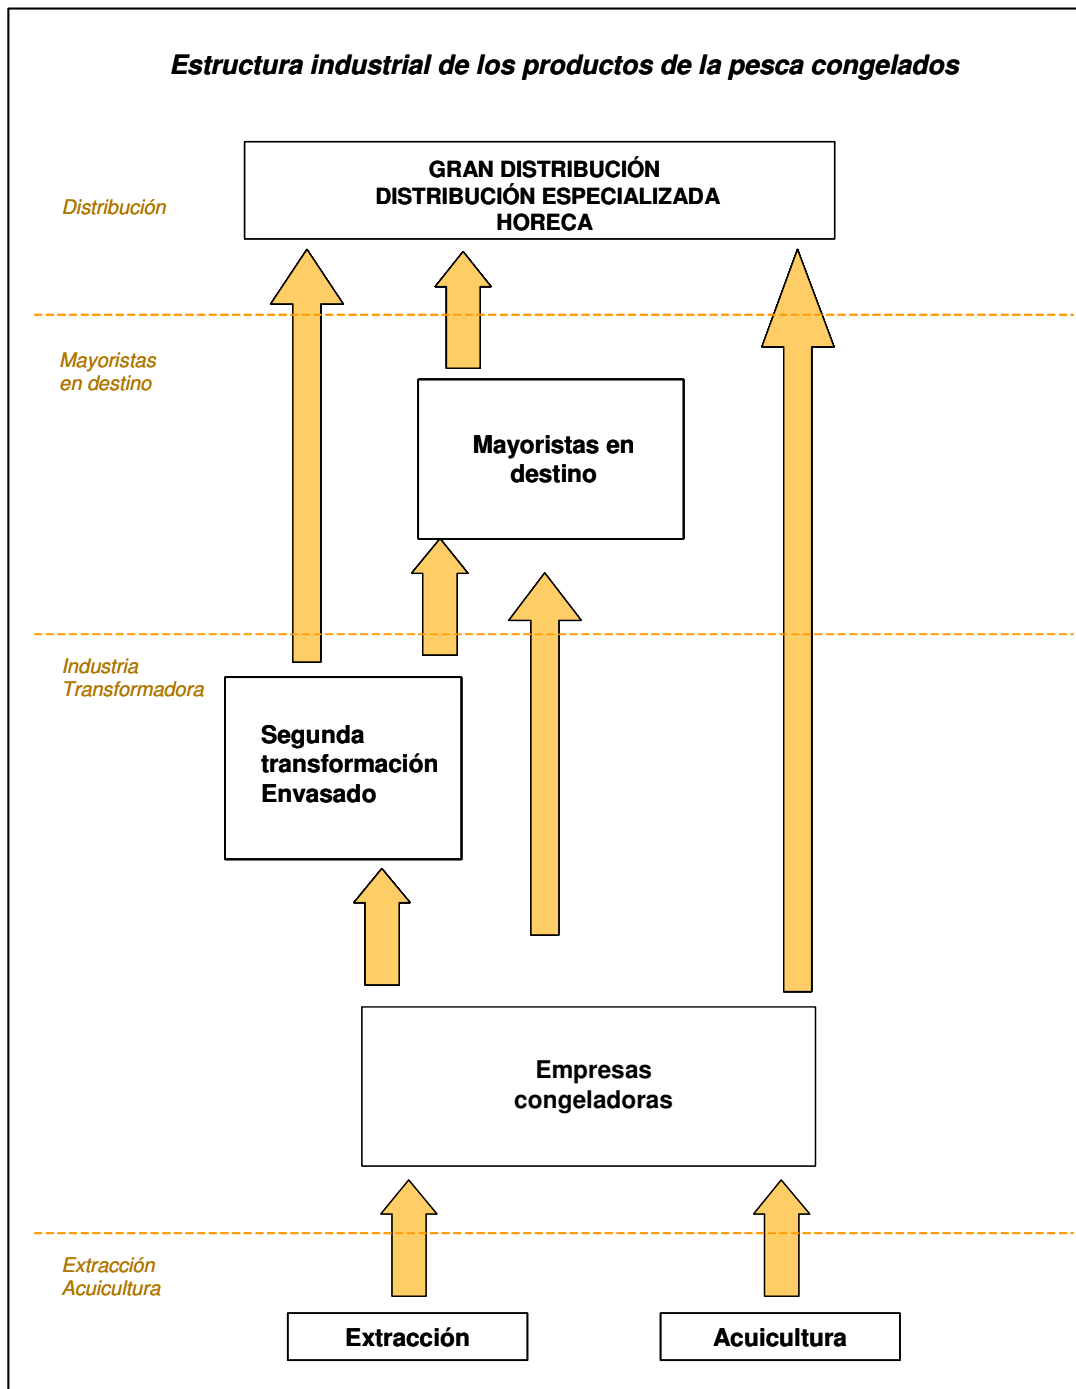 Estructura industrial de los productos de la pesca congelados
GRAN DISTRIBUCIÓN
DISTRIBUCIÓN ESPECIALIZADA
HORECA
Distribución
Mayoristas
en destino
Mayoristas en
destino
Industria
Transformadora
Segunda
transformación
Envasado
Empresas
congeladoras
Extracción
Acuicultura
Extracción
Acuicultura